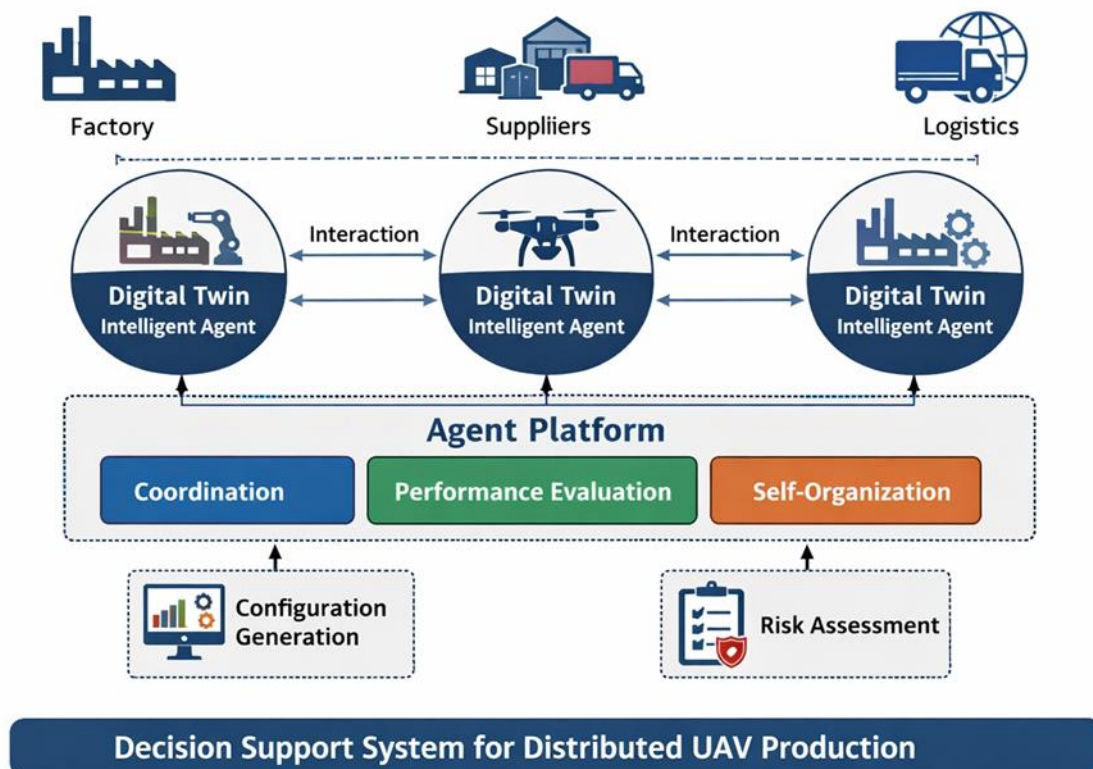 Factory
Suppliiers
Logistics
Interaction
Interaction
Digital Twin
Intelligent Agent
Digital Twin
Intelligent Agent
Digital Twin
Intelligent Agent
Agent Platform
Coordination
Performance Evaluation
Self-Organization
Configuration
Generation
Risk Assessment
Decision Support System for Distributed UAV Production